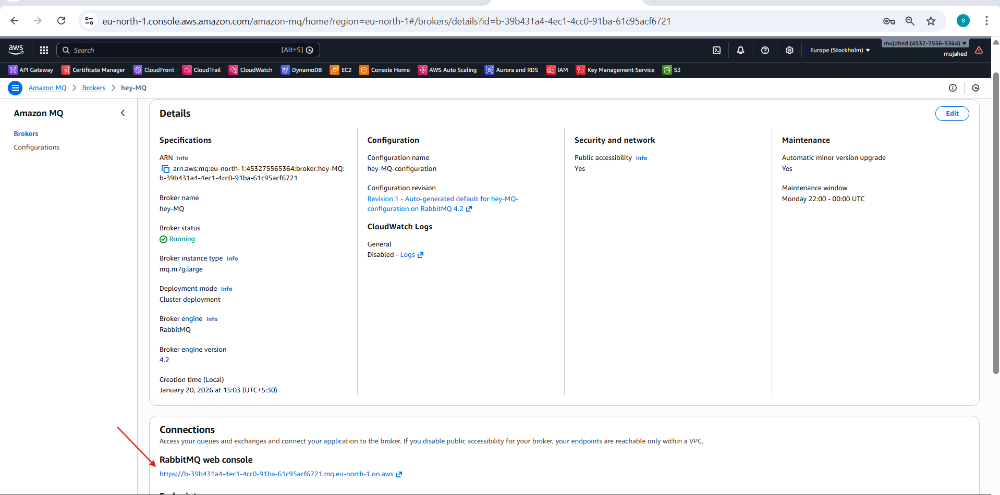 eu-north-1.console.aws.amazon.com/amazon-mq/home?region=eu-north-1#/brokers/details?id=b-39b431a4-4ec1-4cc0-91ba-61c95acf6721
S
aws
Search
[Alt+S]
Europe (Stockholm)
mujahed (4532-7556-5364)
mujahed
API Gateway
Certificate Manager
CloudFront
CloudTrail
CloudWatch
DynamoDB
EC2
Console Home
AWS Auto Scaling
Aurora and RDS
IAM
Key Management Service
S3
Amazon MQ
Brokers
hey-MQ
Amazon MQ
Brokers
Configurations
Details
Edit
Specifications
ARN Info
arn:aws:mq:eu-north-1:453275565364:broker:hey-MQ:
b-39b431a4-4ec1-4cc0-91ba-61c95acf6721
Broker name
hey-MQ
Broker status
Running
Broker instance type Info
mq.m7g.large
Deployment mode Info
Cluster deployment
Broker engine Info
RabbitMQ
Broker engine version
4.2
Creation time (Local)
January 20, 2026 at 15:03 (UTC+5:30)
Configuration
Configuration name
hey-MQ-configuration
Configuration revision
Revision 1 - Auto-generated default for hey-MQ-
configuration on RabbitMQ 4.2
CloudWatch Logs
General
Disabled - Logs
Security and network
Public accessibility Info
Yes
Maintenance
Automatic minor version upgrade
Yes
Maintenance window
Monday 22:00 - 00:00 UTC
Connections
Access your queues and exchanges and connect your application to the broker. If you disable public accessibility for your broker, your endpoints are reachable only within a VPC.
RabbitMQ web console
https://b-39b431a4-4ec1-4cc0-91ba-61c95acf6721.mq.eu-north-1.on.aws